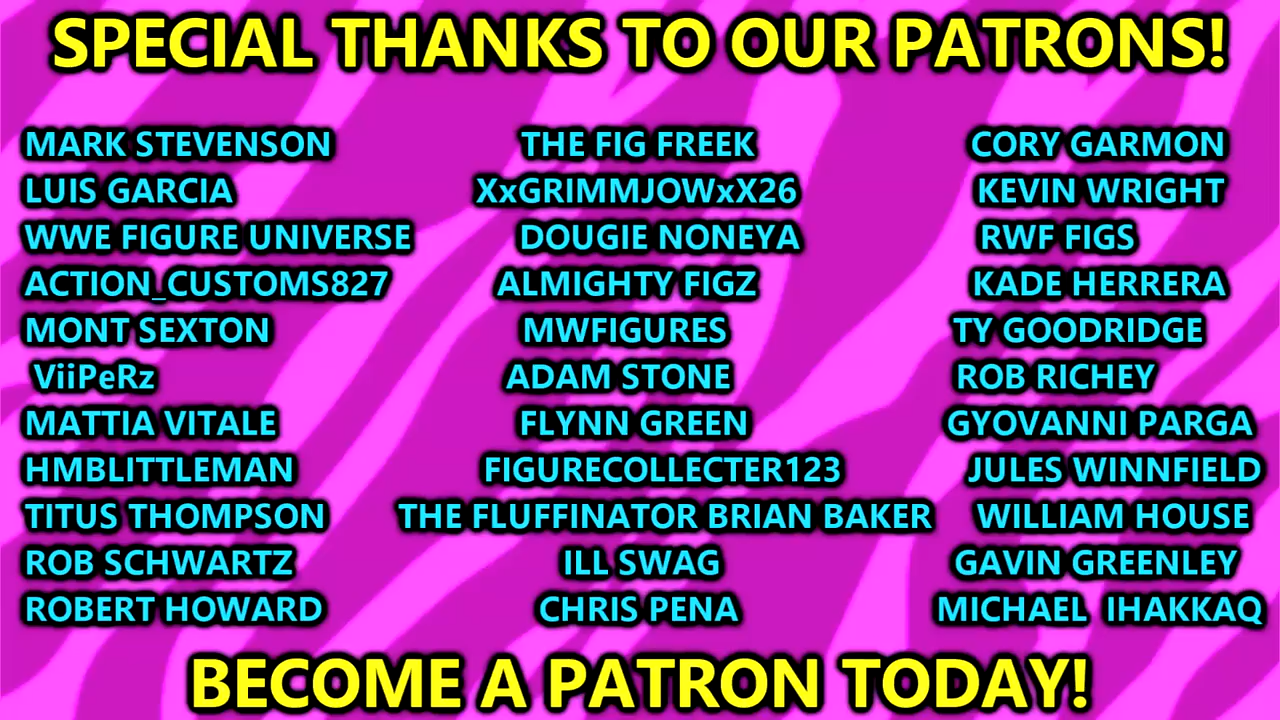 SPECIAL THANKS TO OUR PATRONS!
MARK STEVENSON
LUIS GARCIA
WWE FIGURE UNIVERSE
ACTION_CUSTOMS827
MONT SEXTON
ViiPeRz
MATTIA VITALE
HMBLITTLEMAN
TITUS THOMPSON
ROB SCHWARTZ
ROBERT HOWARD
THE FIG FREEK
XxGRIMMJOWxX26
DOUGIE NONEYA
ALMIGHTY FIGZ
MWFIGURES
ADAM STONE
FLYNN GREEN
FIGURECOLLECTER123
THE FLUFFINATOR BRIAN BAKER
ILL SWAG
CHRIS PENA
CORY GARMON
KEVIN WRIGHT
RWF FIGS
KADE HERRERA
TY GOODRIDGE
ROB RICHEY
GYOVANNI PARGA
JULES WINNFIELD
WILLIAM HOUSE
GAVIN GREENLEY
MICHAEL IHAKKAQ
BECOME A PATRON TODAY!